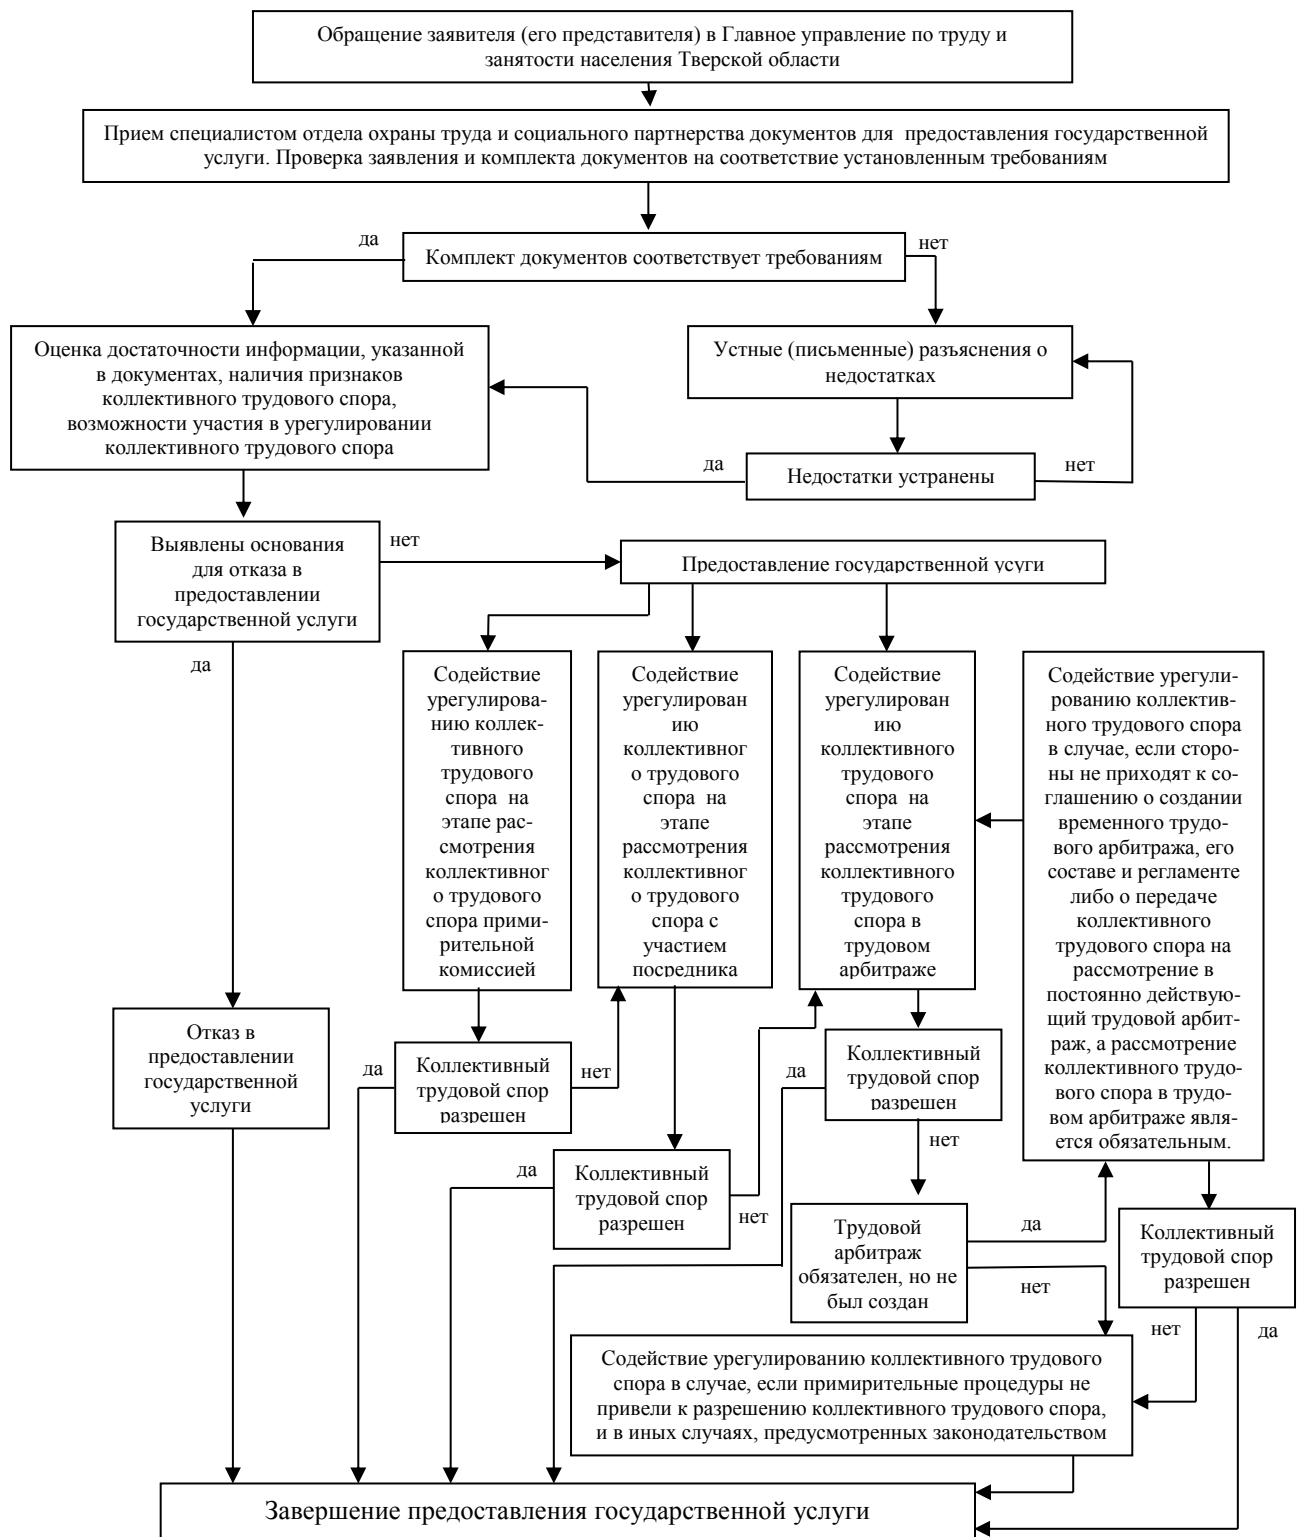 Обращение заявителя (его представителя) в Главное управление по труду и
занятости населения Тверской области
Прием специалистом отдела охраны труда и социального партнерства документов для предоставления государственной
услуги. Проверка заявления и комплекта документов на соответствие установленным требованиям
да
Комплект документов соответствует требованиям
нет
Оценка достаточности информации, указанной
в документах, наличия признаков
коллективного трудового спора,
возможности участия в урегулировании
коллективного трудового спора
Устные (письменные) разъяснения о
недостатках
да
Недостатки устранены
нет
Выявлены основания
для отказа в
предоставлении
государственной услуги
нет
Предоставление государственной усуги
да
Содействие
урегулирова-
нию коллек-
тивного
трудового
спора на
этапе рас-
смотрения
коллективног
о трудового
спора прими-
рительной
комиссией
Содействие
урегулирован
ию
коллективног
о трудового
спора на
этапе
рассмотрения
коллективног
о трудового
спора с
участием
посредника
Содействие
урегулирован
ию
коллективного
трудового
спора на
этапе
рассмотрения
коллективного
трудового
спора в
трудовом
арбитраже
Содействие урегули-
рованию коллектив-
ного трудового спора
в случае, если сторо-
ны не приходят к со-
глашению о создании
временного трудо-
вого арбитража, его
составе и регламенте
либо о передаче
коллективного
трудового спора на
рассмотрение в
постоянно действую-
щий трудовой арбит-
раж, а рассмотрение
коллективного трудо-
вого спора в трудо-
вом арбитраже явля-
ется обязательным.
Отказ в
предоставлении
государственной
услуги
да
Коллективный
трудовой спор
разрешен
нет
да
Коллективный
трудовой спор
разрешен
нет
да
Коллективный
трудовой спор
разрешен
нет
Трудовой
арбитраж
обязателен, но не
был создан
да
нет
Коллективный
трудовой спор
разрешен
нет
да
Содействие урегулированию коллективного трудового
спора в случае, если примирительные процедуры не
привели к разрешению коллективного трудового спора,
и в иных случаях, предусмотренных законодательством
Завершение предоставления государственной услуги